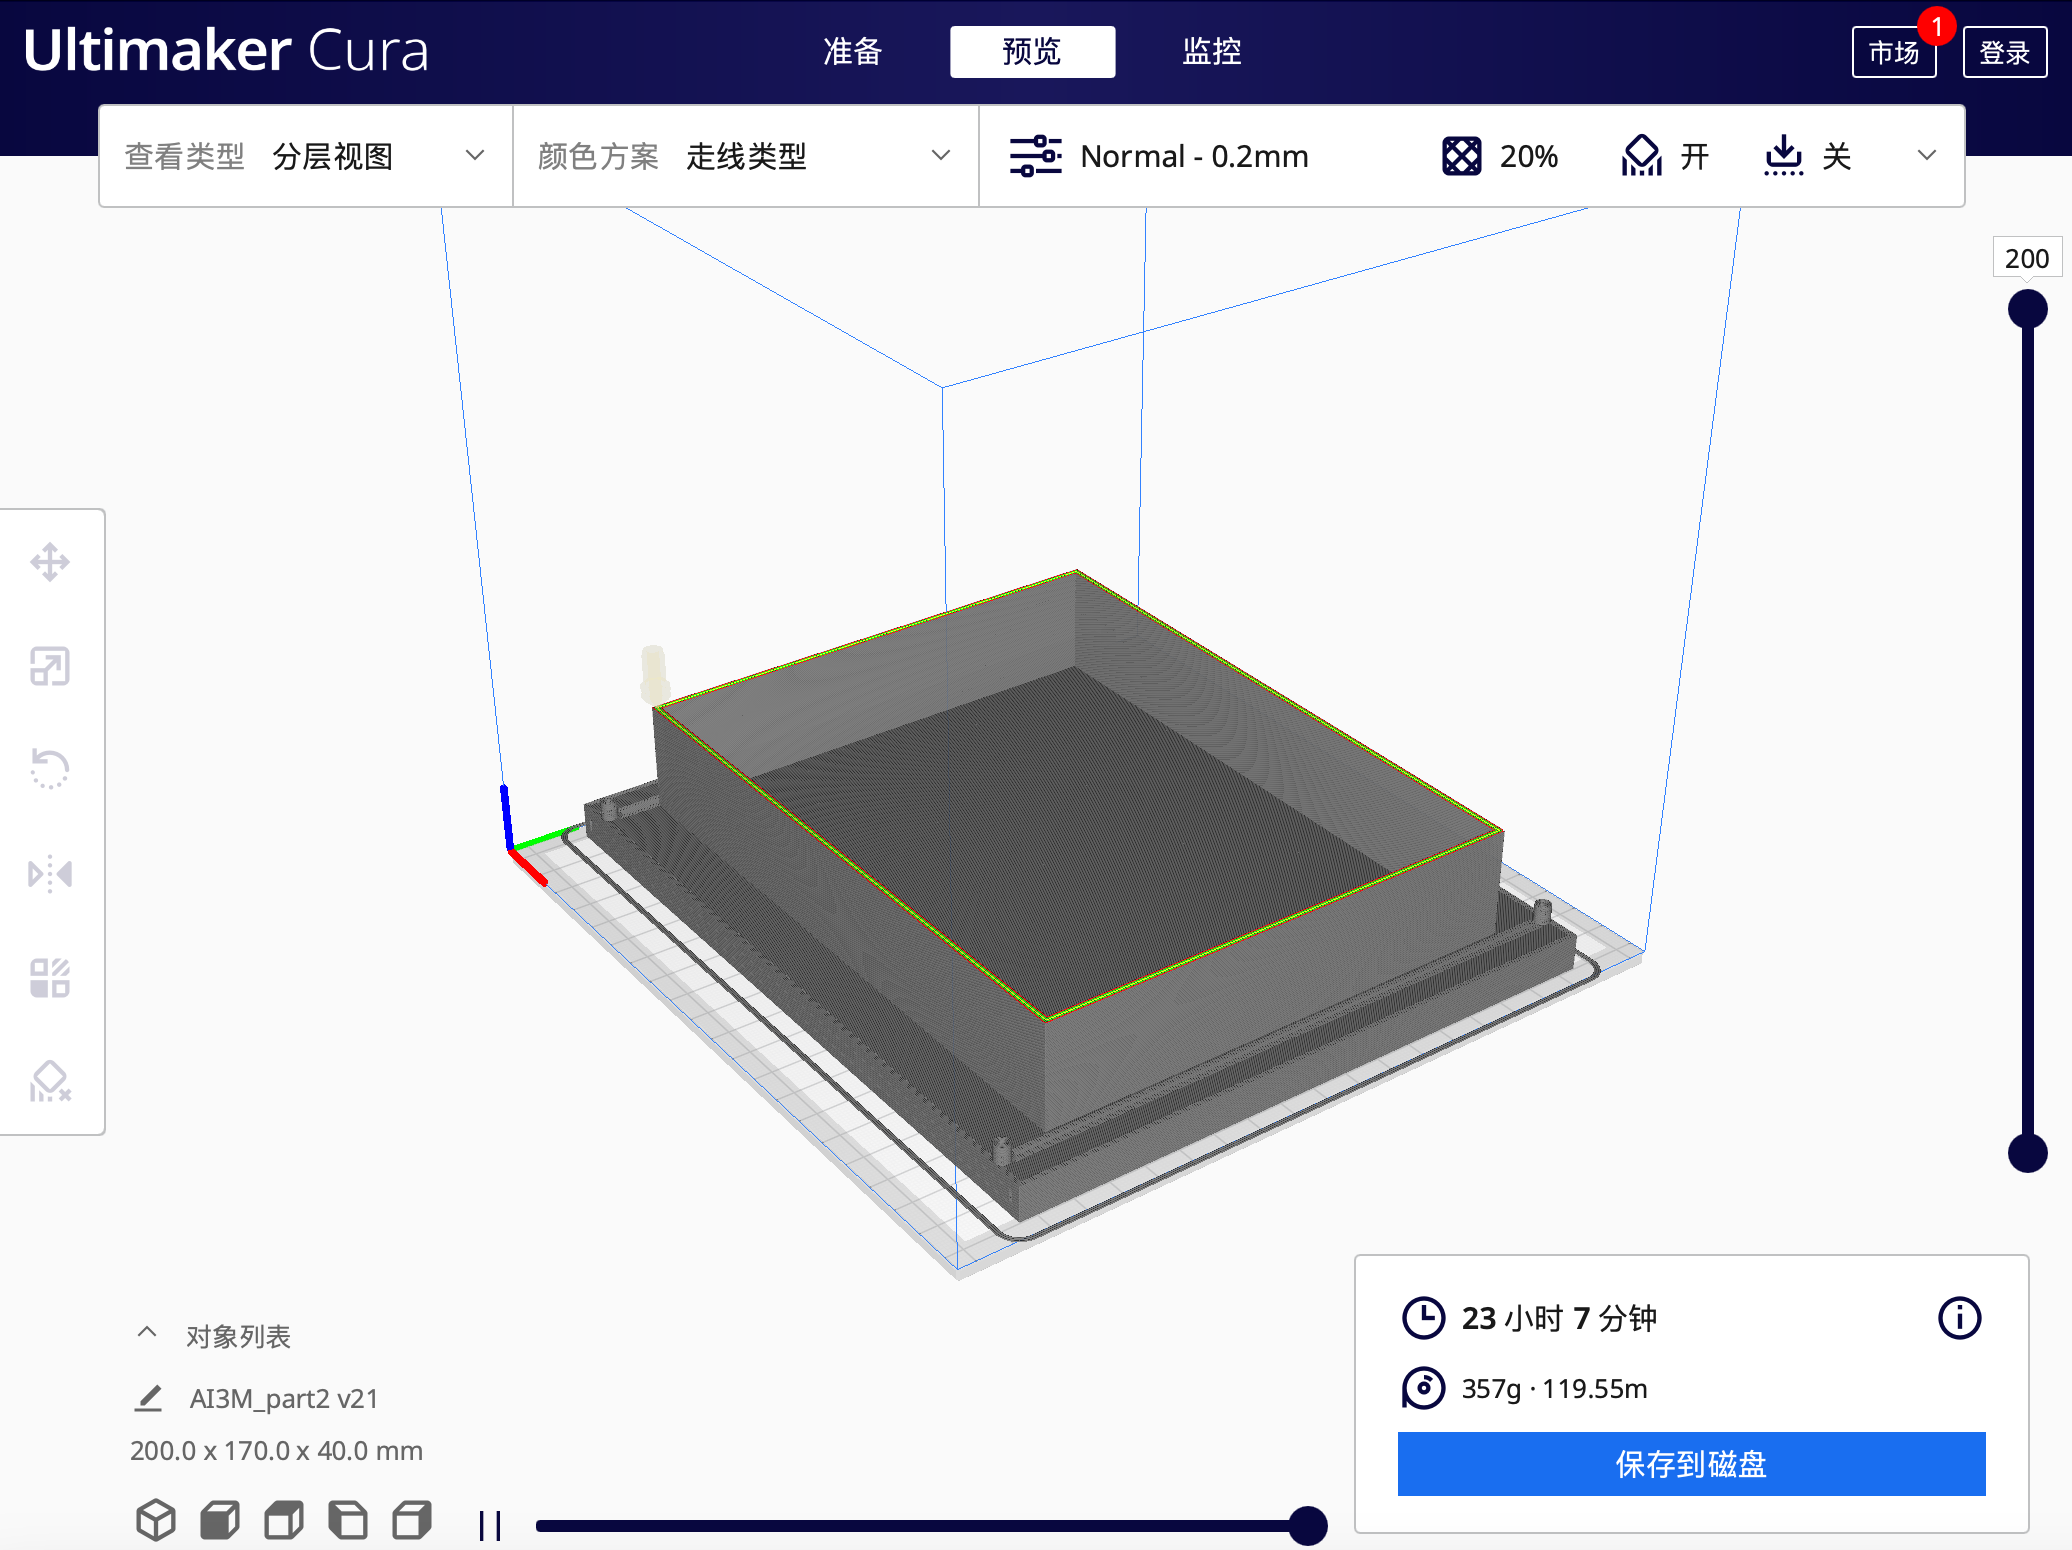 Ultimaker Cura
准备
预览
监控
市场
1
登录
查看类型 分层视图
颜色方案 走线类型
Normal - 0.2mm
20%
开
关
200
对象列表
AI3M_part2 v21
200.0 x 170.0 x 40.0 mm
23 小时 7 分钟
357g · 119.55m
保存到磁盘